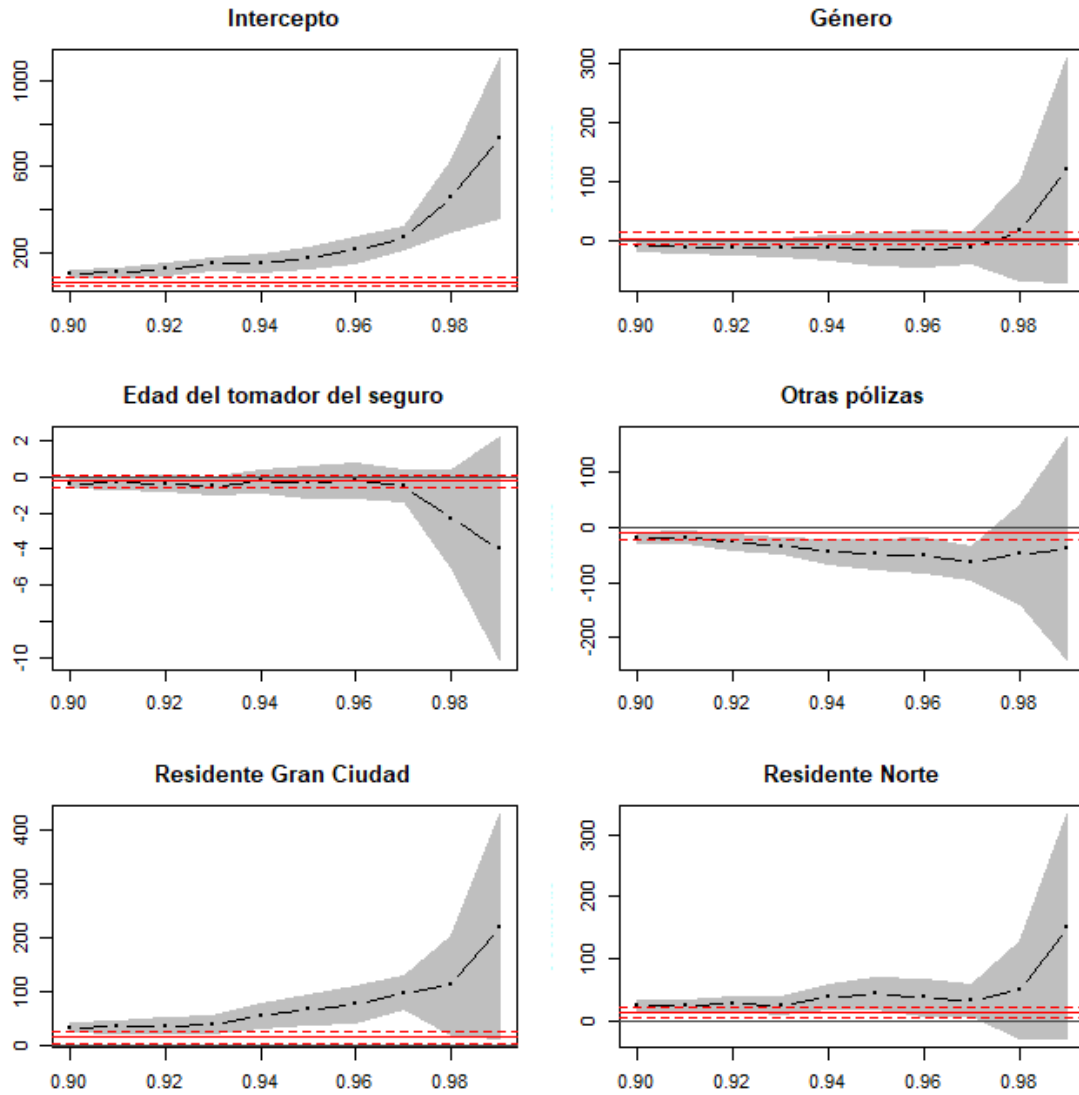 Intercepto
1000
600
200
0.90 0.92 0.94 0.96 0.98
Género
300
200
100
0
0.90 0.92 0.94 0.96 0.98
Edad del tomador del seguro
2
0
-2
-4
-6
-10
0.90 0.92 0.94 0.96 0.98
Otras pólizas
100
0
-100
-200
0.90 0.92 0.94 0.96 0.98
Residente Gran Ciudad
400
300
200
100
0
0.90 0.92 0.94 0.96 0.98
Residente Norte
300
200
100
0
0.90 0.92 0.94 0.96 0.98